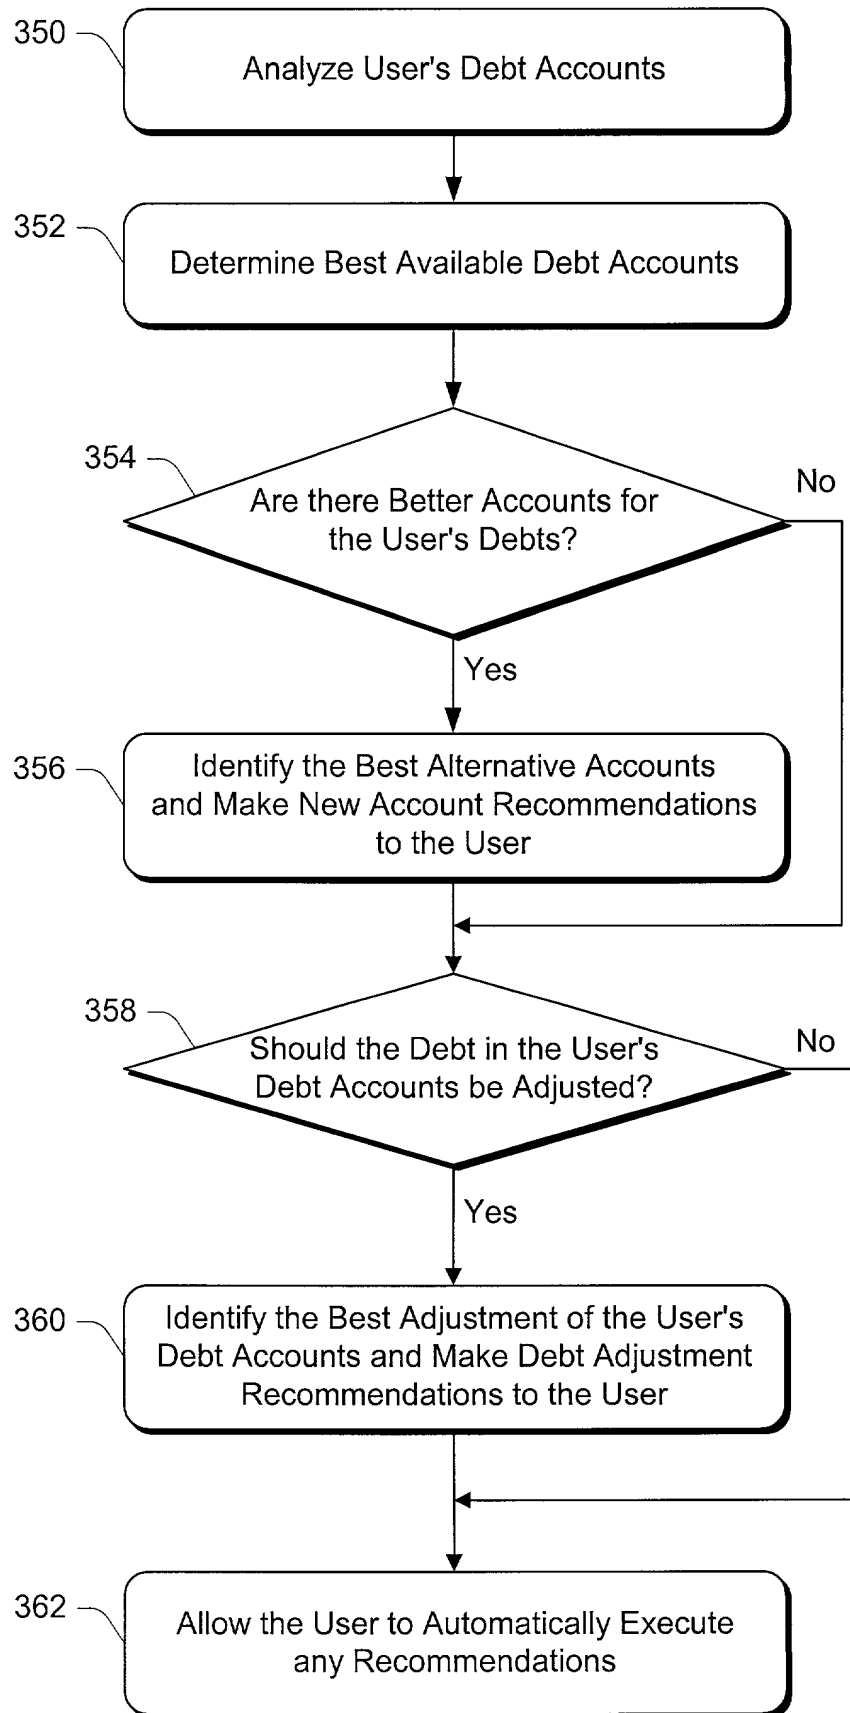 350
Analyze User's Debt Accounts
352
Determine Best Available Debt Accounts
354
Are there Better Accounts for
the User's Debts?
No
Yes
356
Identify the Best Alternative Accounts
and Make New Account Recommendations
to the User
358
Should the Debt in the User's
Debt Accounts be Adjusted?
No
Yes
360
Identify the Best Adjustment of the User's
Debt Accounts and Make Debt Adjustment
Recommendations to the User
362
Allow the User to Automatically Execute
any Recommendations